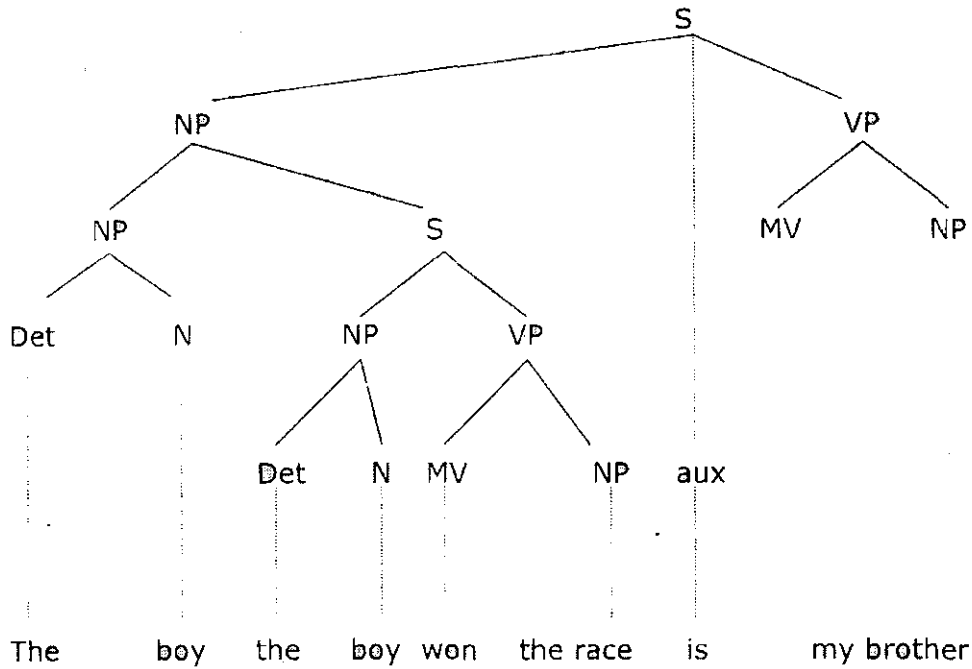 S
NP VP
NP S MV NP
Det N NP VP
Det N MV NP aux
The boy the boy won the race is my brother